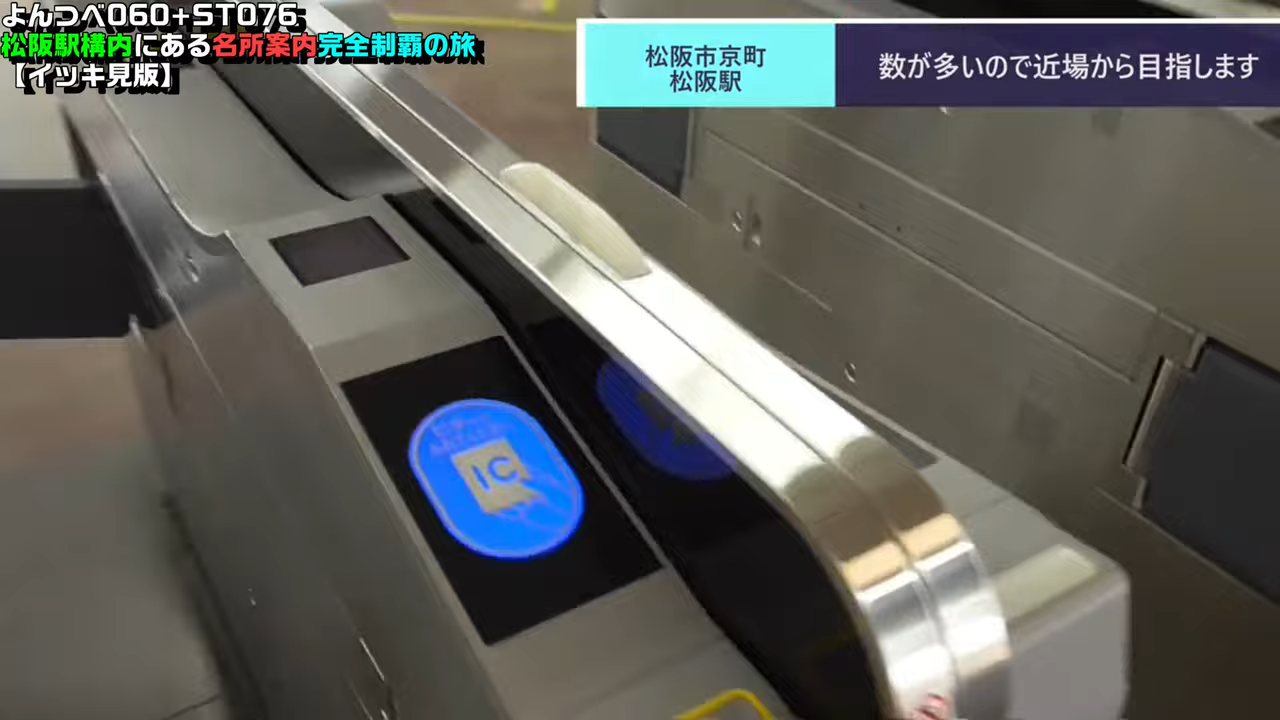 よんつべ060+ST076
松阪駅構内にある名所案内完全制覇の旅
【イツキ見版】
松阪市京町
松阪駅
数が多いので近場から目指します
IC